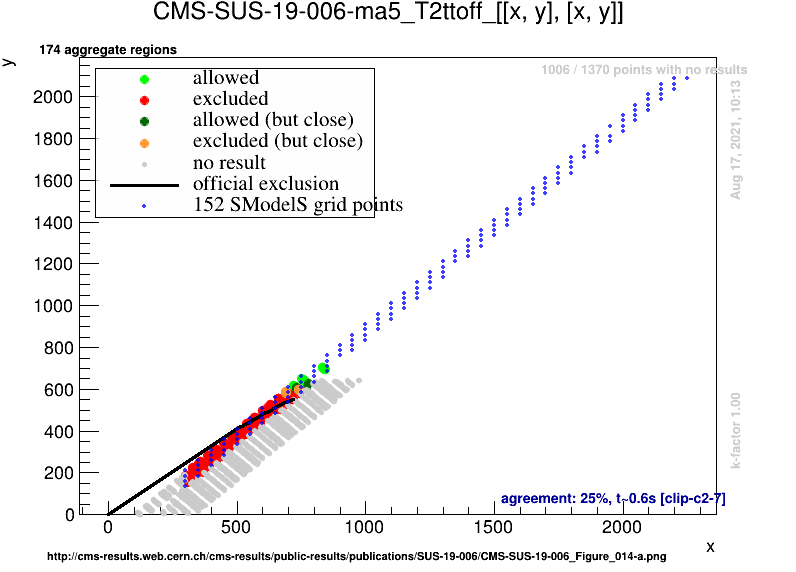 CMS-SUS-19-006-ma5_T2ttoff_[[x, y], [x, y]]
174 aggregate regions
y
1006 / 1370 points with no results
allowed
excluded
allowed (but close)
excluded (but close)
no result
official exclusion
152 SModelS grid points
Aug 17, 2021, 10:13
k-factor 1.00
2000
1800
1600
1400
1200
1000
800
600
400
200
0
agreement: 25%, t~0.6s [clip-c2-7]
0 500 1000 1500 2000
x
http://cms-results.web.cern.ch/cms-results/public-results/publications/SUS-19-006/CMS-SUS-19-006_Figure_014-a.png